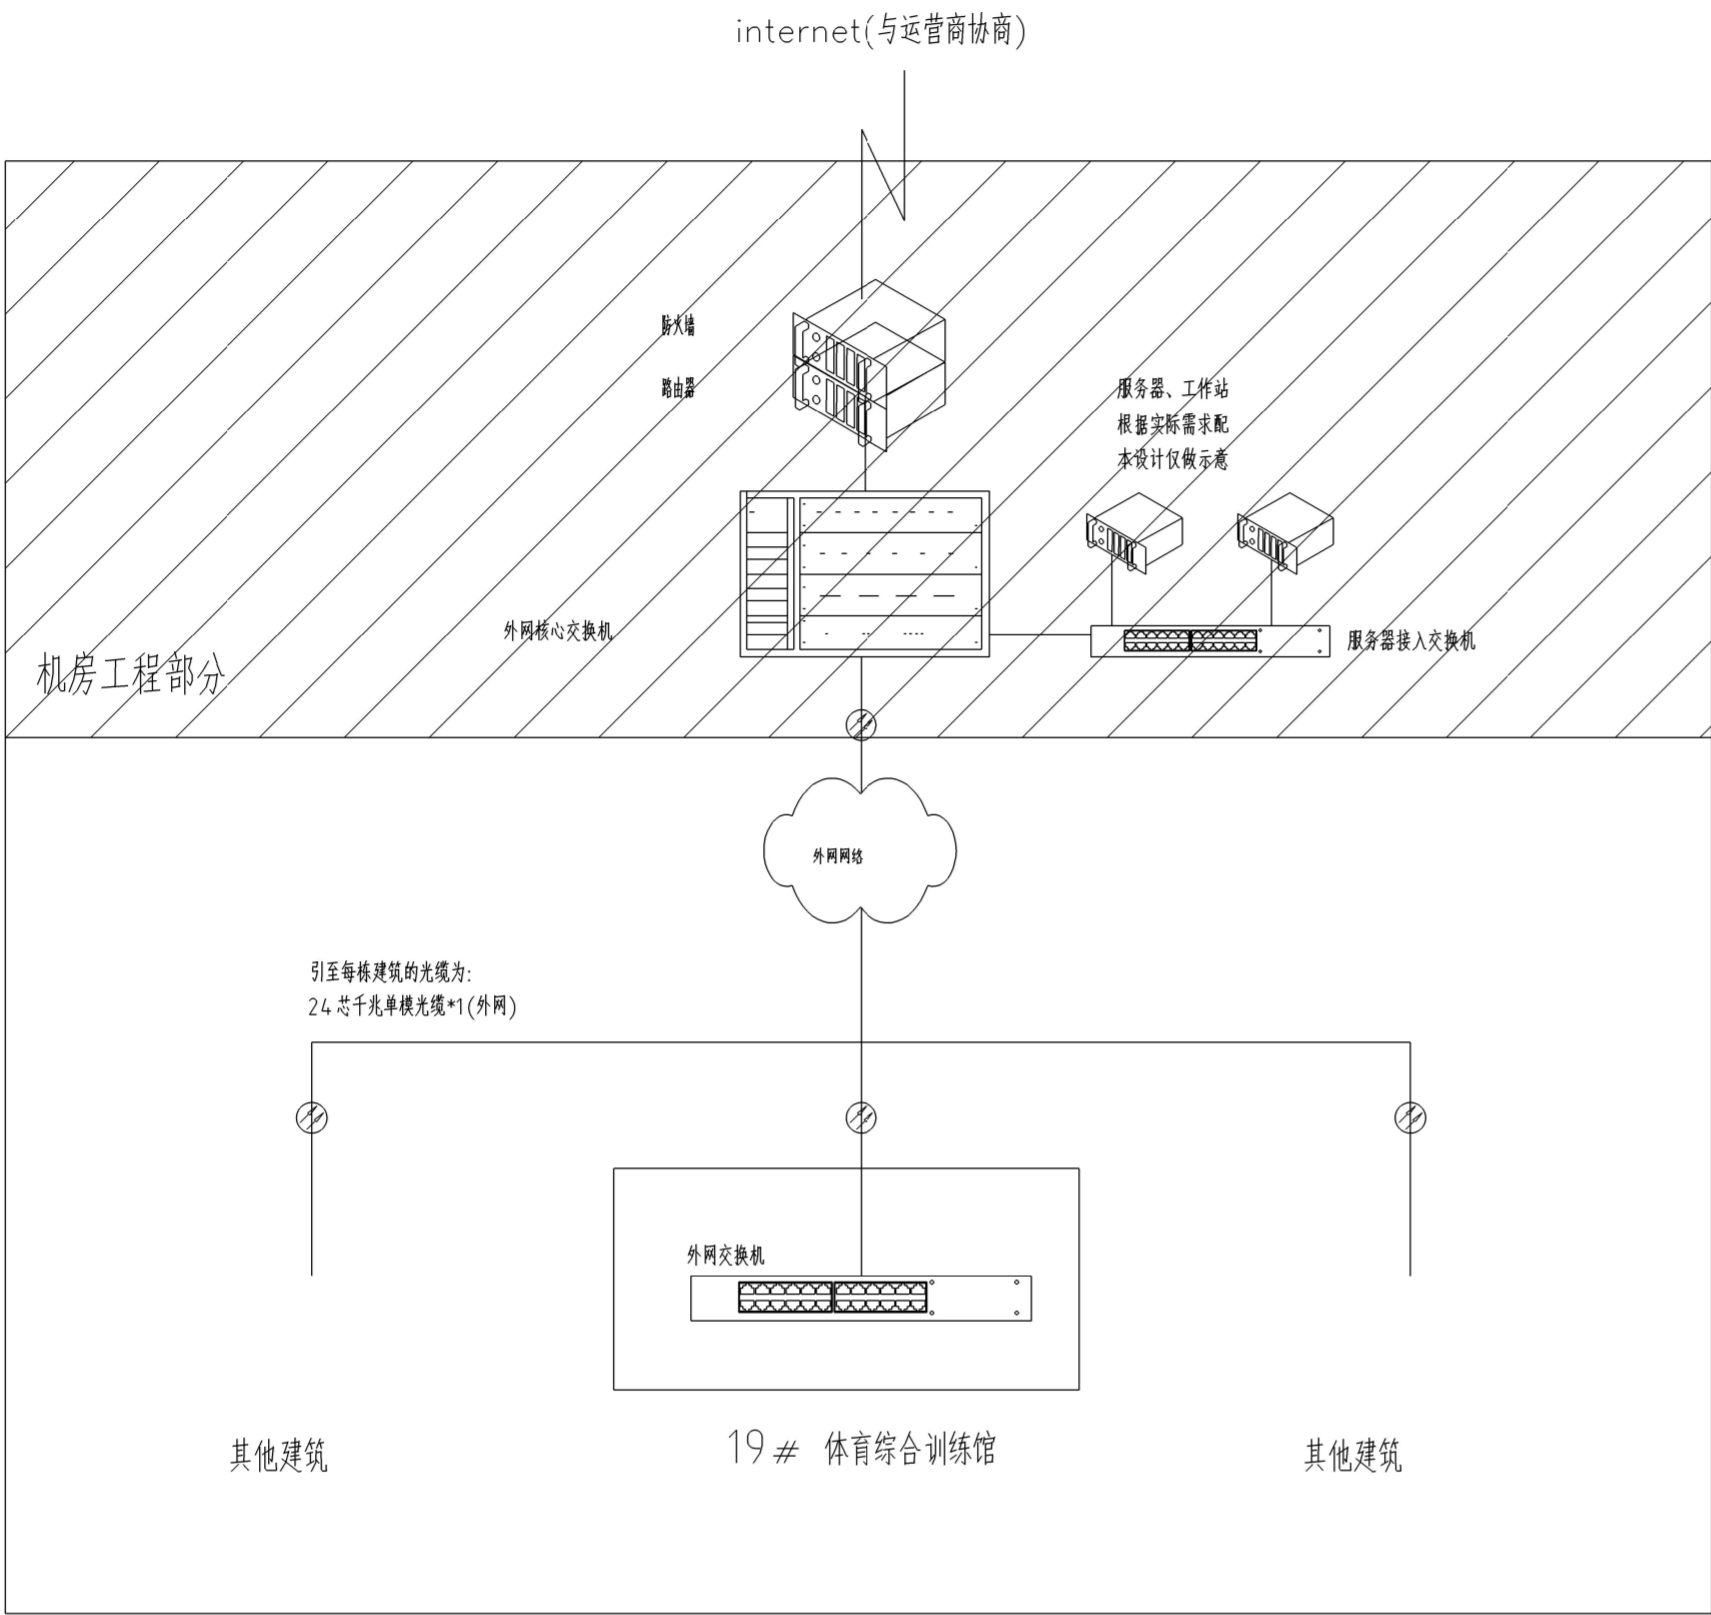 internet(与运营商协商)
防火墙
路由器
服务器、工作站
根据实际需求配
本设计仅做示意
外网核心交换机
服务器接入交换机
机房工程部分
外网网络
引至每栋建筑的光缆为:
24芯千兆单模光缆*1(外网)
外网交换机
其他建筑
19# 体育综合训练馆
其他建筑